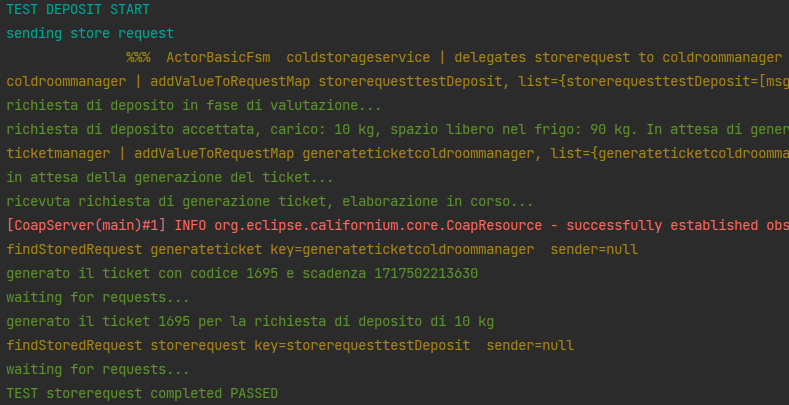 TEST DEPOSIT START
sending store request
%%%  ActorBasicFsm  coldstorageservice | delegates storerequest to coldroommanager
coldroommanager | addValueToRequestMap storerequesttestDeposit, list={storerequesttestDeposit=[msg
richiesta di deposito in fase di valutazione...
richiesta di deposito accettata, carico: 10 kg, spazio libero nel frigo: 90 kg. In attesa di gener
ticketmanager | addValueToRequestMap generateticketcoldroommanager, list={generateticketcoldroomma
in attesa della generazione del ticket...
ricevuta richiesta di generazione ticket, elaborazione in corso...
[CoapServer(main)#1] INFO org.eclipse.californium.core.CoapResource - successfully established obs
findStoredRequest generateticket key=generateticketcoldroommanager  sender=null
generato il ticket con codice 1695 e scadenza 1717502213630
waiting for requests...
generato il ticket 1695 per la richiesta di deposito di 10 kg
findStoredRequest storerequest key=storerequesttestDeposit  sender=null
waiting for requests...
TEST storerequest completed PASSED